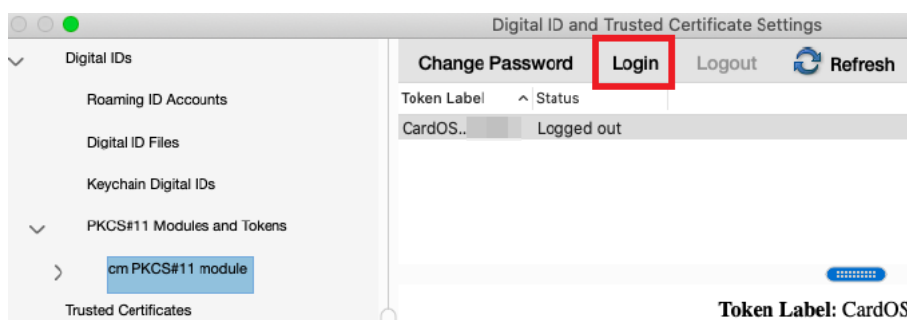 Digital ID and Trusted Certificate Settings
Digital IDs
Roaming ID Accounts
Digital ID Files
Keychain Digital IDs
PKCS#11 Modules and Tokens
cm PKCS#11 module
Trusted Certificates
Change Password Login Logout Refresh
Token Label Status
CardOS.. Logged out
Token Label: CardOS